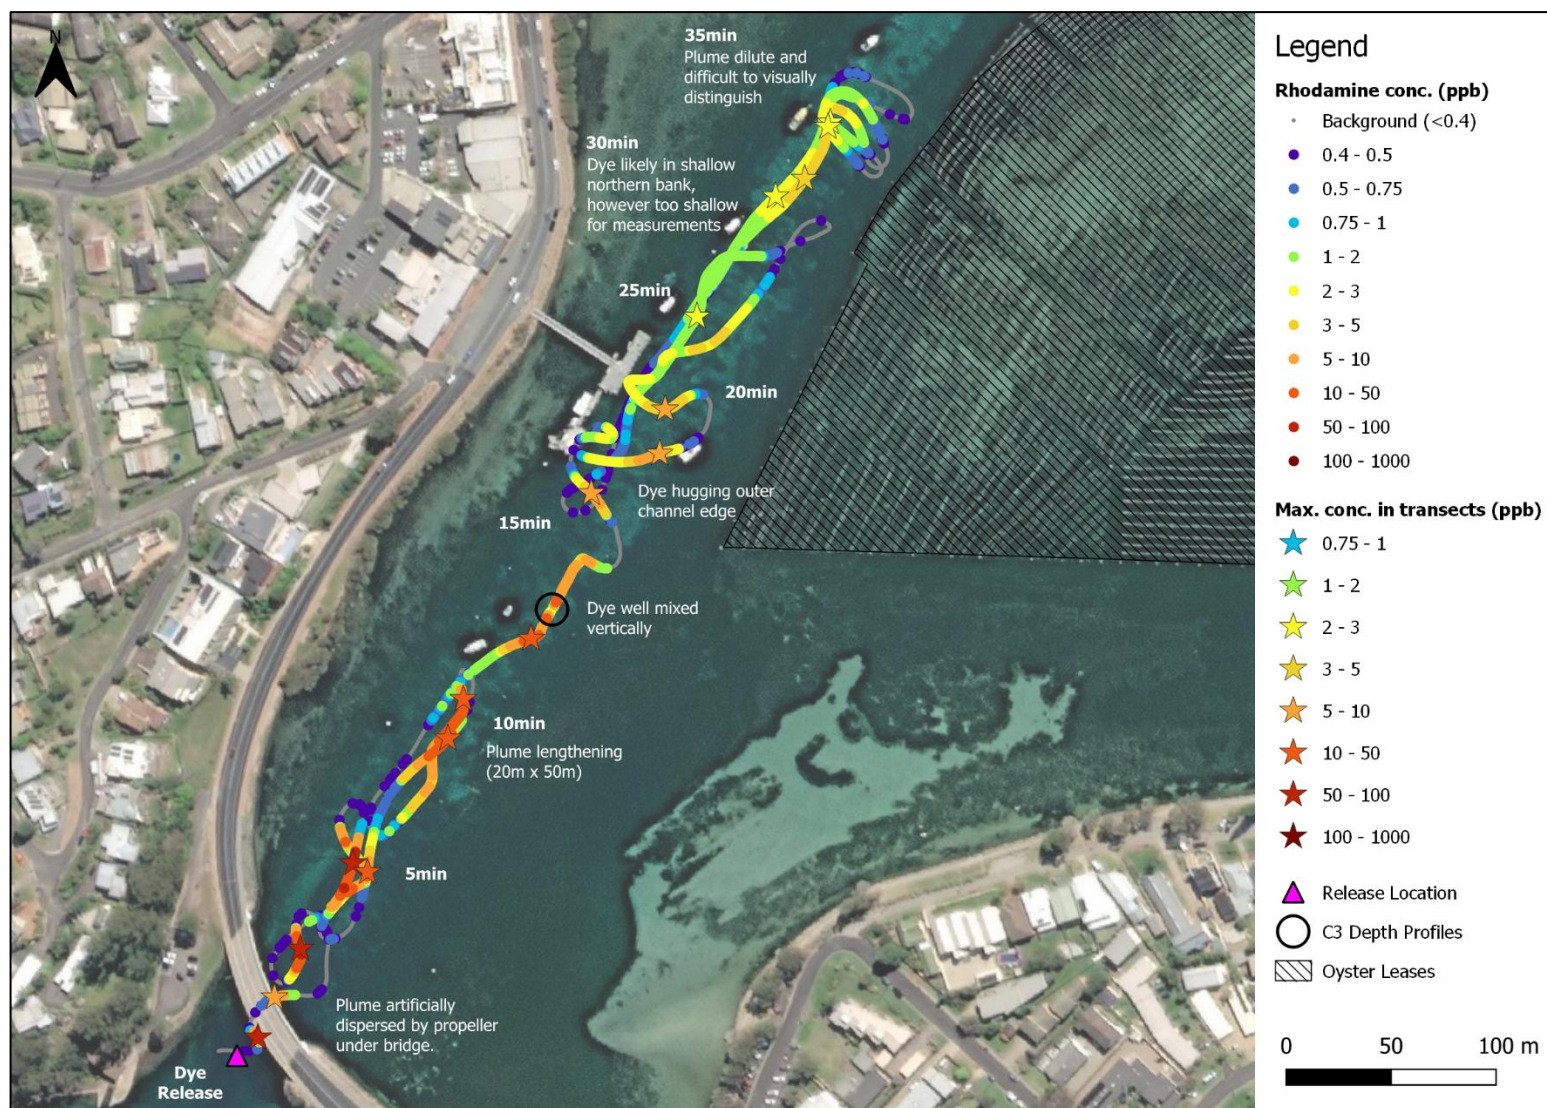 N
35min
Plume dilute and
difficult to visually
distinguish
30min
Dye likely in shallow
northern bank,
however too shallow
for measurements
25min
20min
Dye hugging outer
channel edge
15min
Dye well mixed
vertically
10min
Plume lengthening
(20m x 50m)
5min
Plume artificially
dispersed by propeller
under bridge.
Dye
Release
Legend
Rhodamine conc. (ppb)
Background (<0.4)
0.4 - 0.5
0.5 - 0.75
0.75 - 1
1 - 2
2 - 3
3 - 5
5 - 10
10 - 50
50 - 100
100 - 1000
Max. conc. in transects (ppb)
0.75 - 1
1 - 2
2 - 3
3 - 5
5 - 10
10 - 50
50 - 100
100 - 1000
Release Location
C3 Depth Profiles
Oyster Leases
0 50 100 m